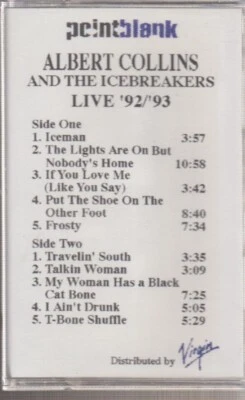 pointblank
ALBERT COLLINS
AND THE ICEBREAKERS
LIVE '92/'93
Side One
1. Iceman 3:57
2. The Lights Are On But
Nobody's Home 10:58
3. If You Love Me
(Like You Say) 3:42
4. Put The Shoe On The
Other Foot 8:40
5. Frosty 7:34
Side Two
1. Travelin' South 3:35
2. Talkin Woman 3:09
3. My Woman Has a Black
Cat Bone 7:25
4. I Ain't Drunk 5:05
5. T-Bone Shuffle 5:29
Distributed by Virgin